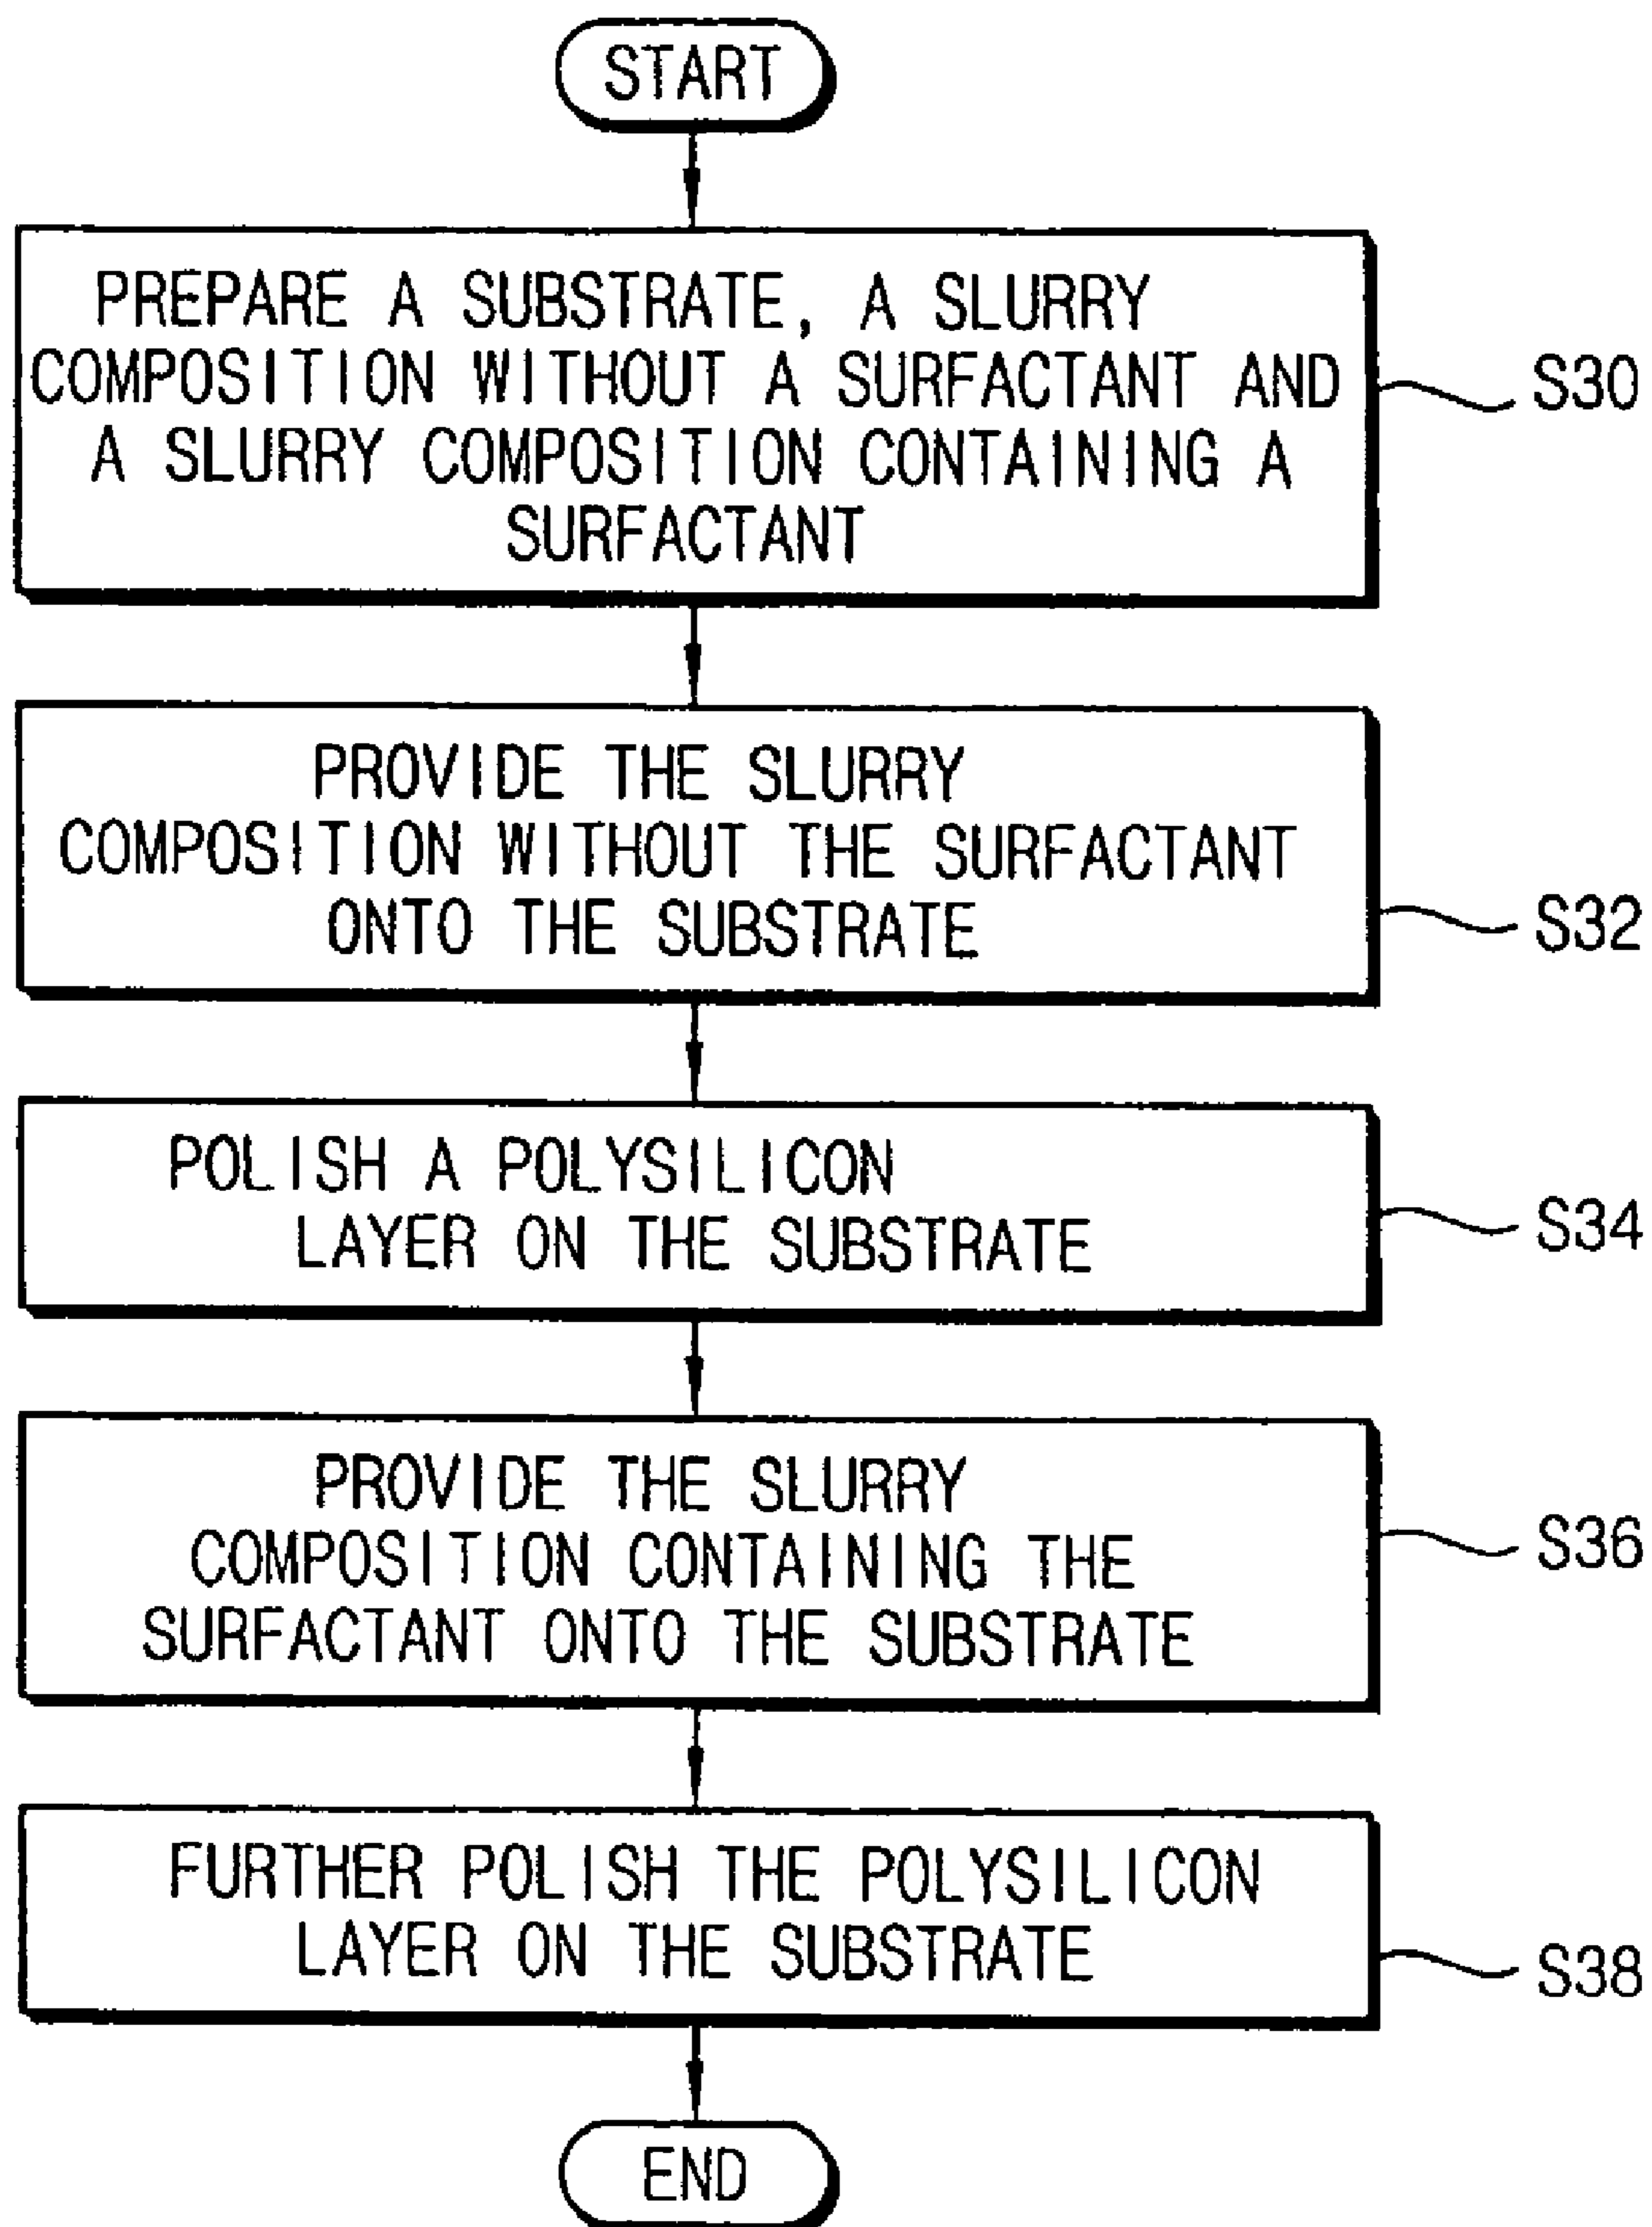 START
PREPARE A SUBSTRATE, A SLURRY
COMPOSITION WITHOUT A SURFACTANT AND
A SLURRY COMPOSITION CONTAINING A
SURFACTANT
S30
PROVIDE THE SLURRY
COMPOSITION WITHOUT THE SURFACTANT
ONTO THE SUBSTRATE
S32
POLISH A POLYSILICON
LAYER ON THE SUBSTRATE
S34
PROVIDE THE SLURRY
COMPOSITION CONTAINING THE
SURFACTANT ONTO THE SUBSTRATE
S36
FURTHER POLISH THE POLYSILICON
LAYER ON THE SUBSTRATE
S38
END